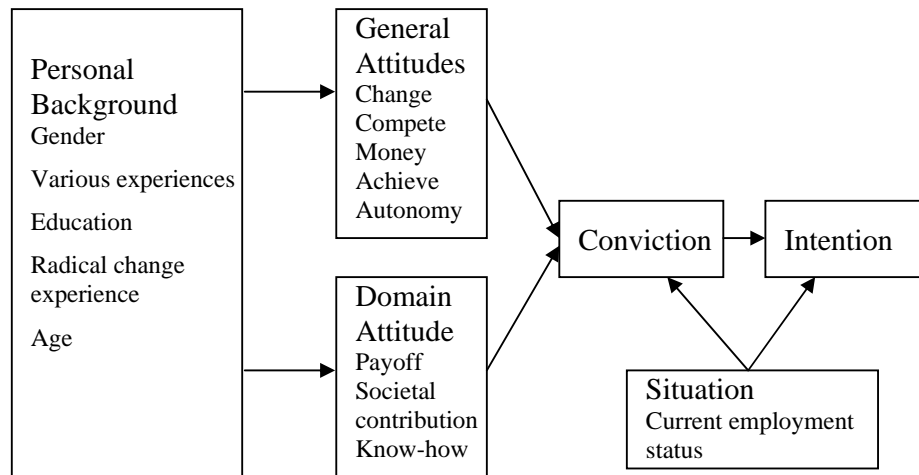 Personal
Background
Gender
Various experiences
Education
Radical change
experience
Age
General
Attitudes
Change
Compete
Money
Achieve
Autonomy
Domain
Attitude
Payoff
Societal
contribution
Know-how
Conviction
Intention
Situation
Current employment
status